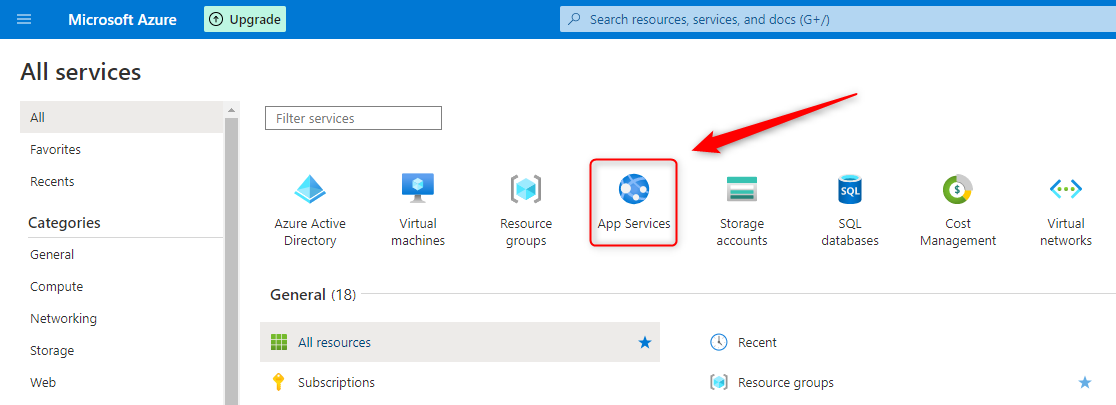 Microsoft Azure
Upgrade
Search resources, services, and docs (G+/)
All services
All
Favorites
Recents
Categories
General
Compute
Networking
Storage
Web
Filter services
Azure Active
Directory
Virtual
machines
Resource
groups
App Services
Storage
accounts
SQL
SQL
databases
$
Cost
Management
Virtual
networks
General (18)
All resources
Recent
Subscriptions
Resource groups